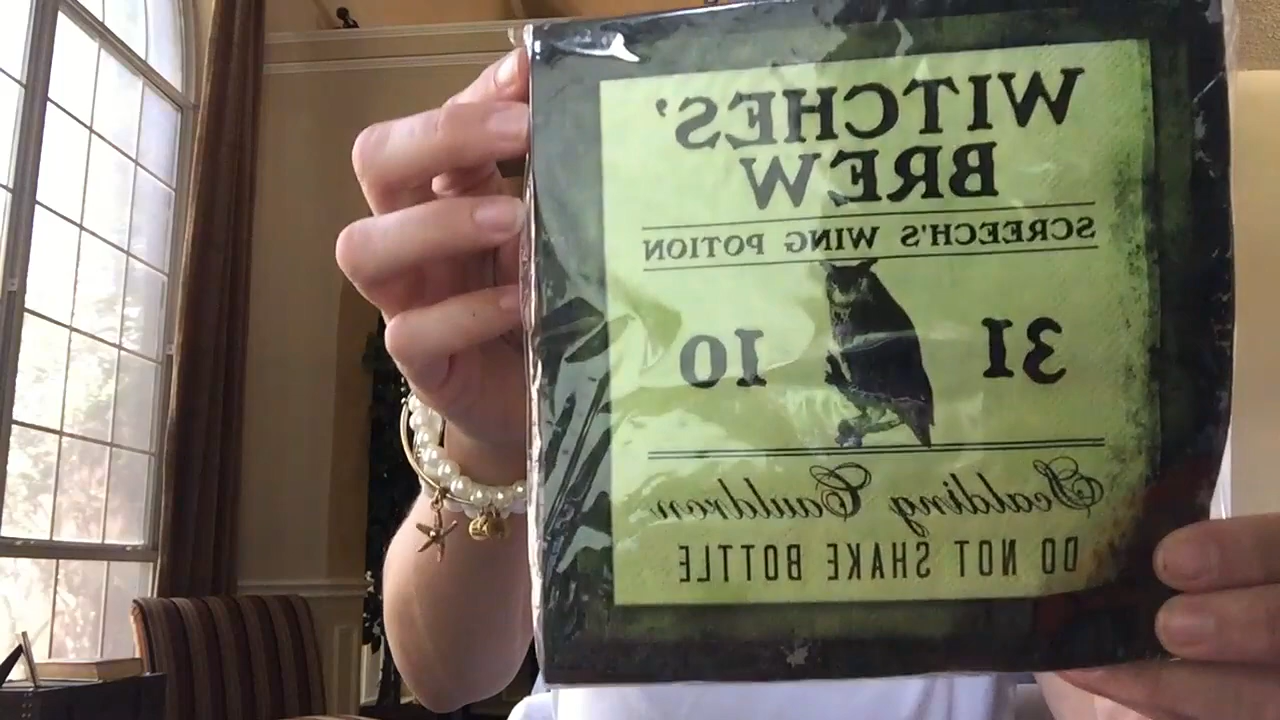 WITCHES'
BREW
SCREECH'S WING POTION
31 10
Scalding Cauldron
DO NOT SHAKE BOTTLE